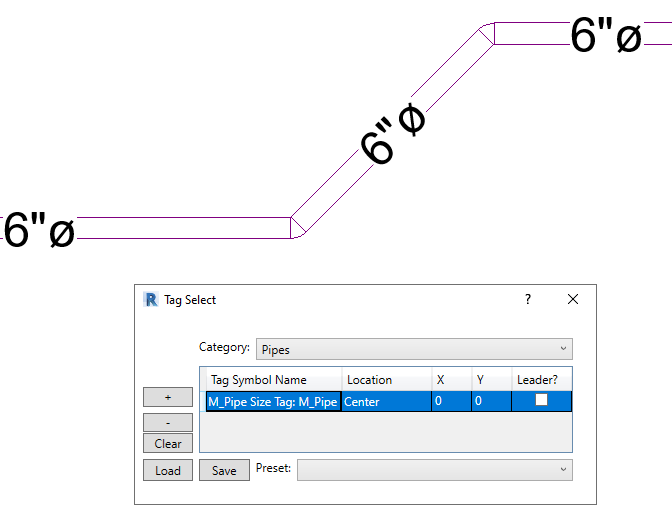 6"ø
6"ø
6"ø
R Tag Select ?
Category: Pipes
Tag Symbol Name Location X Y Leader?
M_Pipe Size Tag: M_Pipe Center 0 0
+
-
Clear
Load Save Preset: